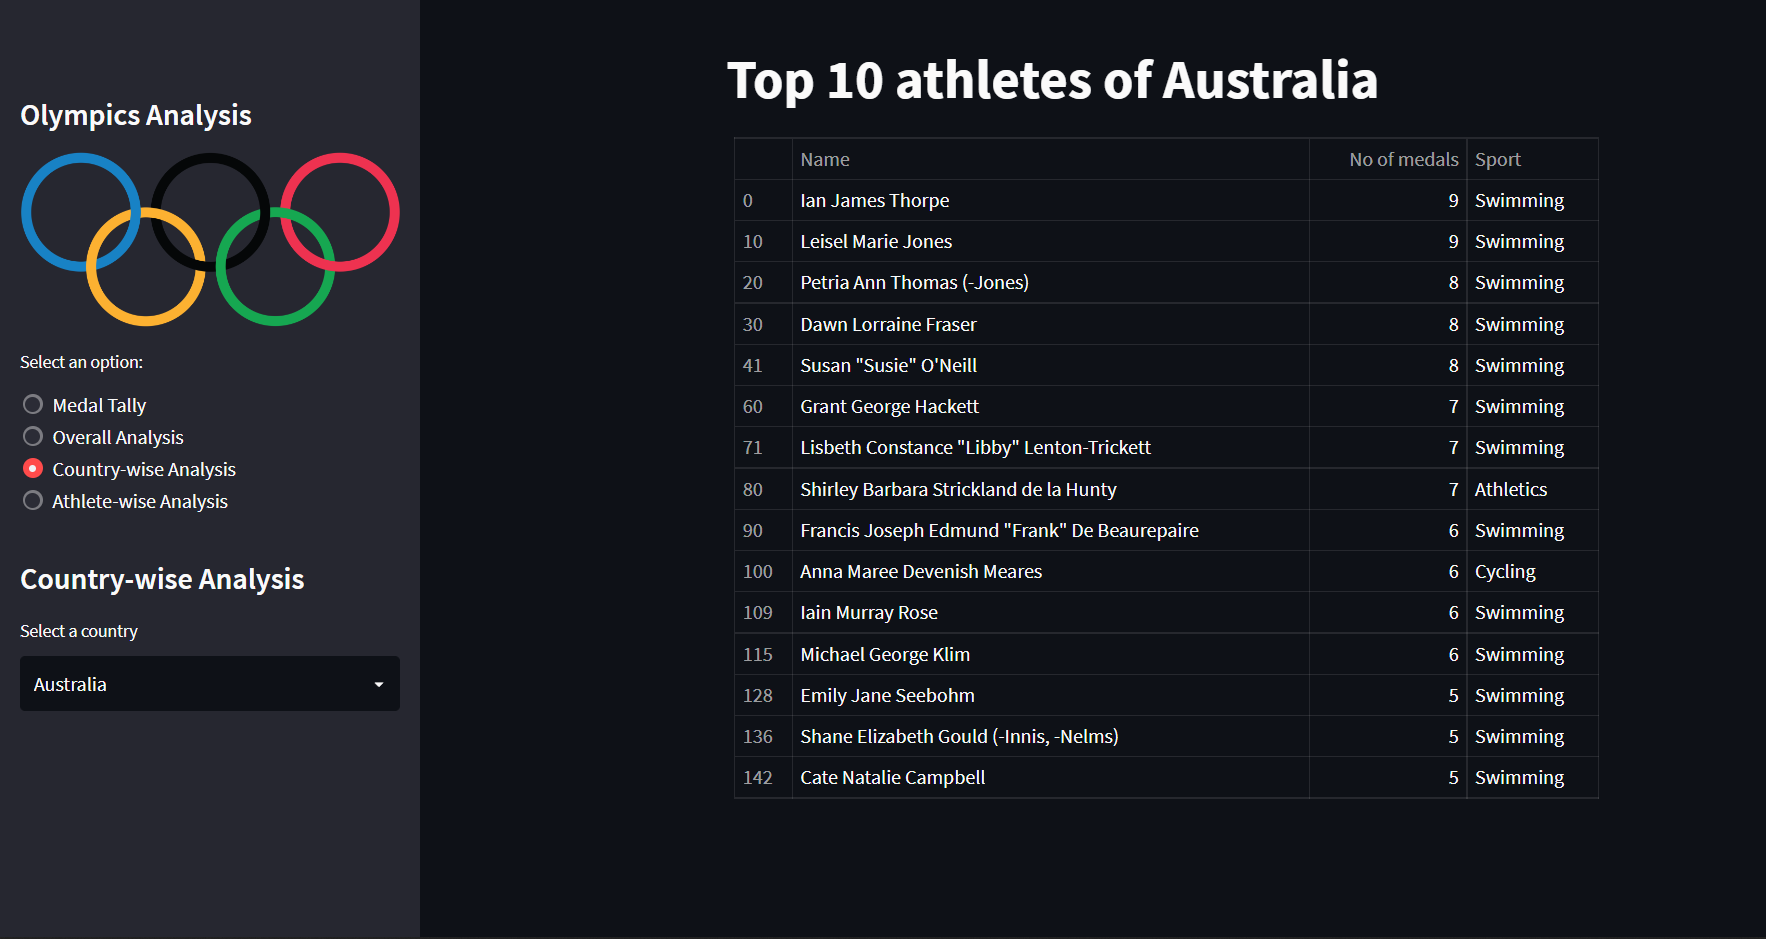 Olympics Analysis
Select an option:
Medal Tally
Overall Analysis
Country-wise Analysis
Athlete-wise Analysis
Country-wise Analysis
Select a country
Australia
Top 10 athletes of Australia
Name No of medals Sport
0 Ian James Thorpe 9 Swimming
10 Leisel Marie Jones 9 Swimming
20 Petria Ann Thomas (-Jones) 8 Swimming
30 Dawn Lorraine Fraser 8 Swimming
41 Susan "Susie" O'Neill 8 Swimming
60 Grant George Hackett 7 Swimming
71 Lisbeth Constance "Libby" Lenton-Trickett 7 Swimming
80 Shirley Barbara Strickland de la Hunty 7 Athletics
90 Francis Joseph Edmund "Frank" De Beaurepaire 6 Swimming
100 Anna Maree Devenish Meares 6 Cycling
109 Iain Murray Rose 6 Swimming
115 Michael George Klim 6 Swimming
128 Emily Jane Seebohm 5 Swimming
136 Shane Elizabeth Gould (-Innis, -Nelms) 5 Swimming
142 Cate Natalie Campbell 5 Swimming